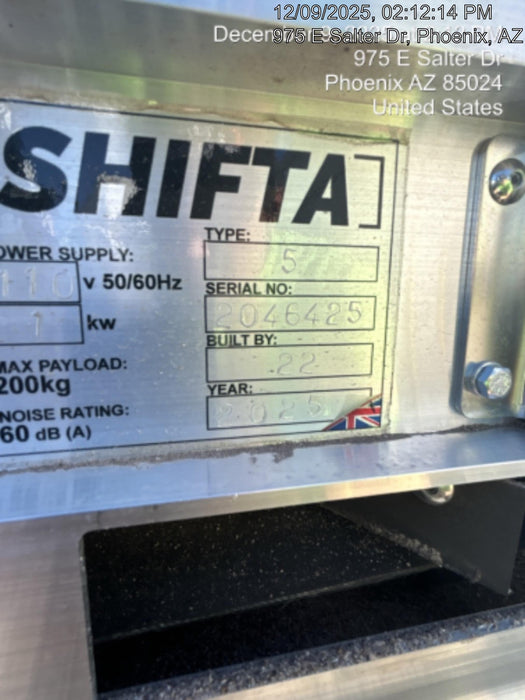 12/09/2025, 02:12:14 PM
975 E Salter Dr, Phoenix, AZ
975 E Salter Dr
Phoenix AZ 85024
United States
SHIFTA
OWER SUPPLY:
110 v 50/60Hz
1 kw
MAX PAYLOAD:
200kg
NOISE RATING:
60 dB (A)
TYPE:
5
SERIAL NO:
2046425
BUILT BY:
22
YEAR:
2025